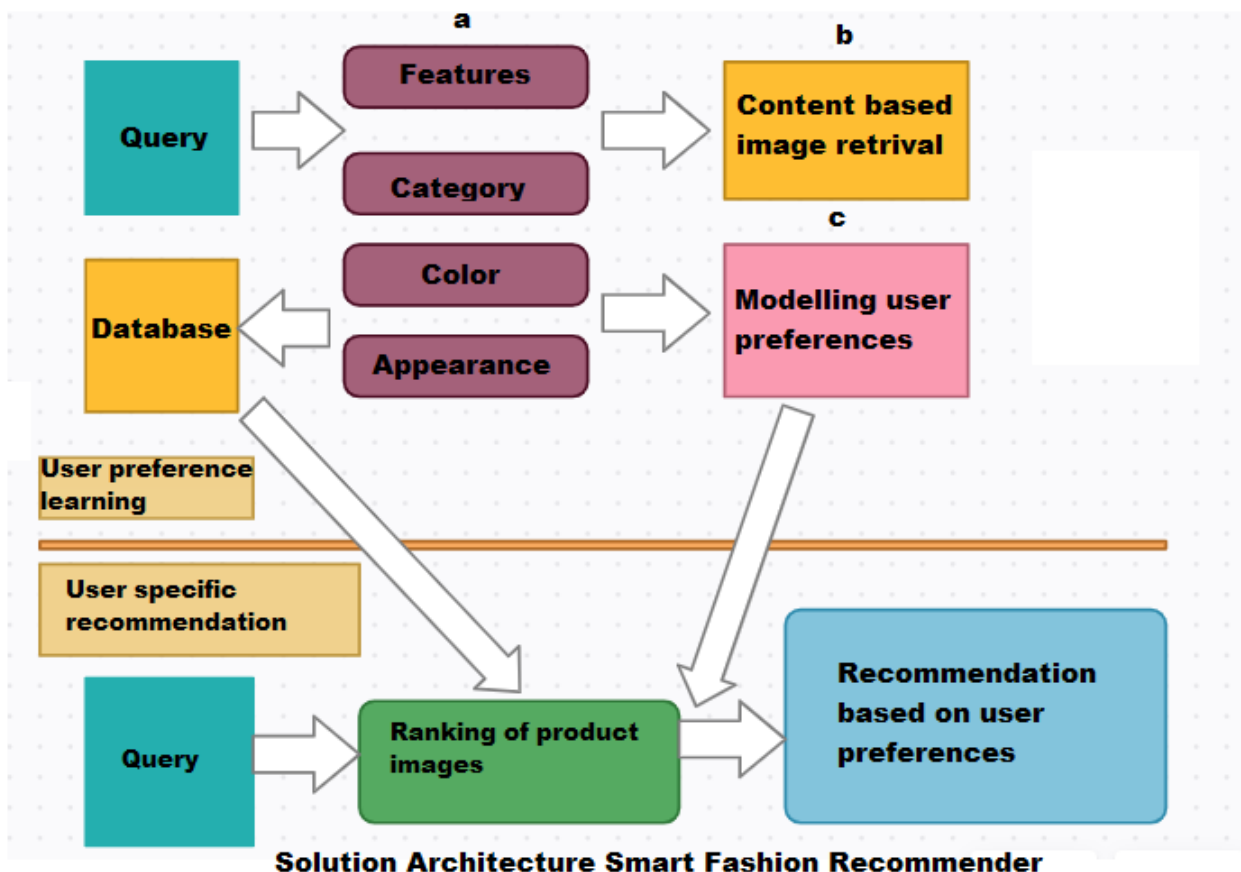 a
Features
b
Query
Content based
image retrival
Category
c
Color
Database
Modelling user
preferences
Appearance
User preference
learning
User specific
recommendation
Query
Ranking of product
images
Recommendation
based on user
preferences
Solution Architecture Smart Fashion Recommender